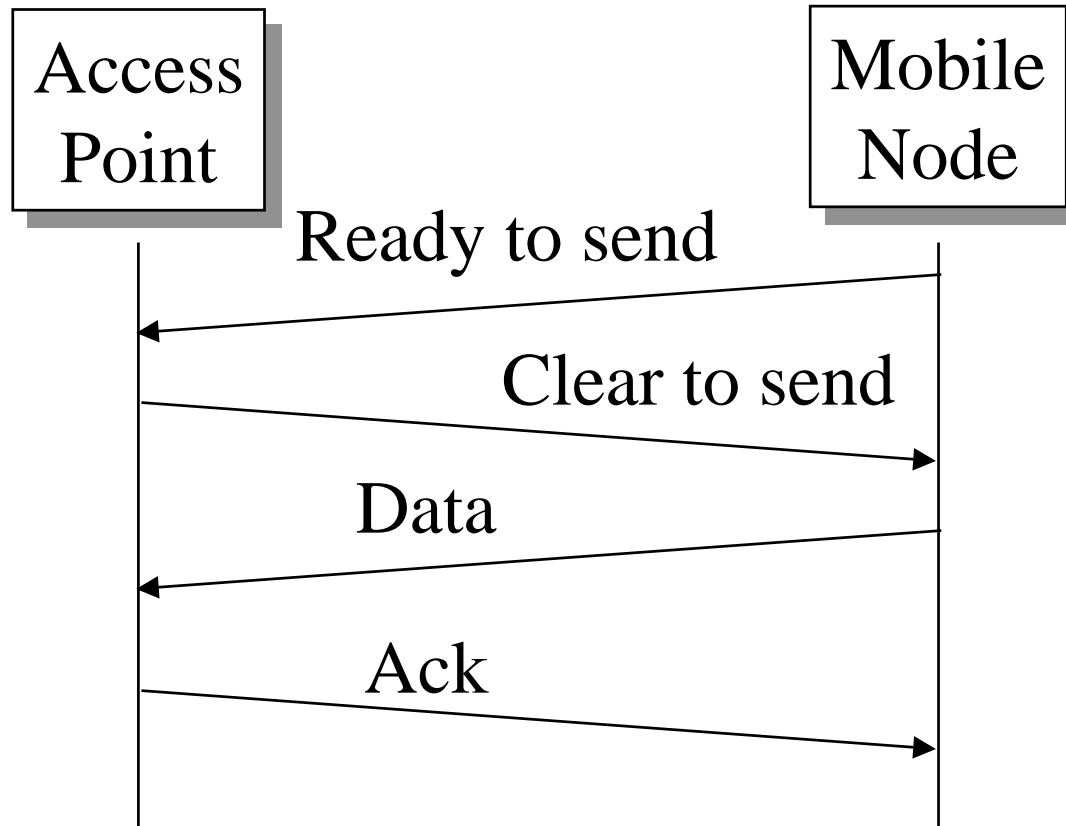 Access
Point
Mobile
Node
Ready to send
Clear to send
Data
Ack